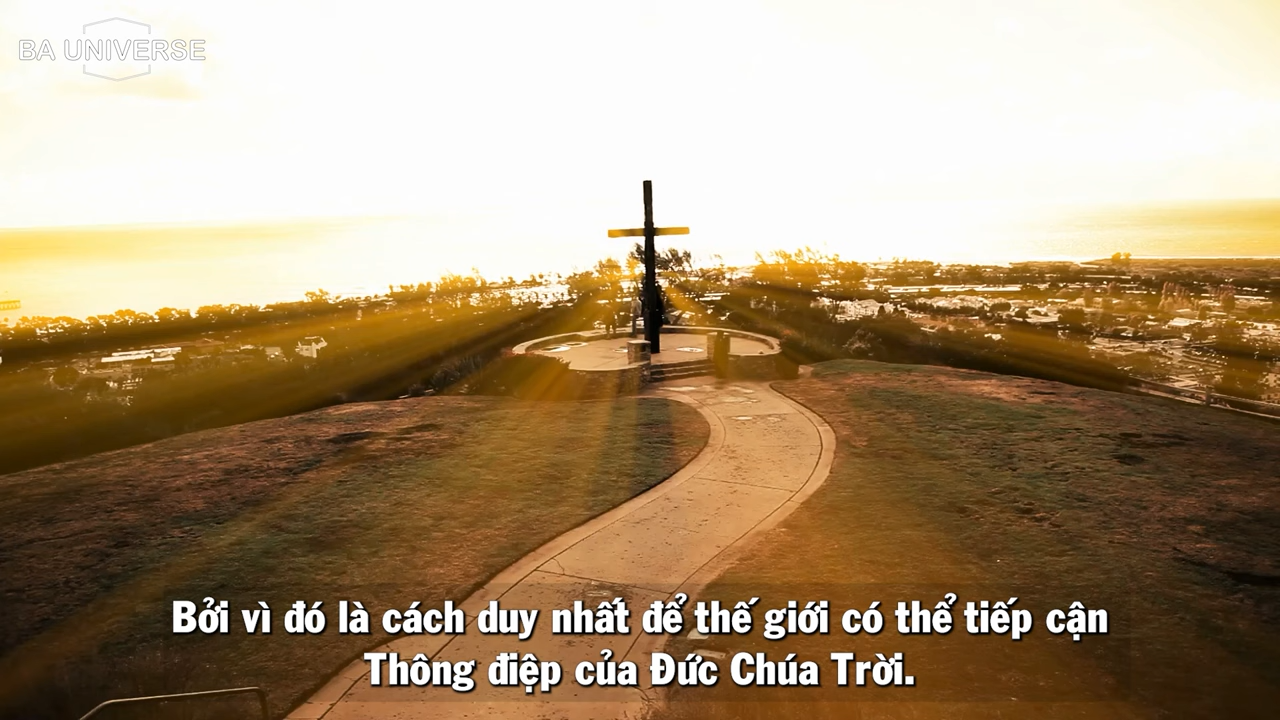 BA UNIVERSE
Bởi vì đó là cách duy nhất để thế giới có thể tiếp cận
Thông điệp của Đức Chúa Trời.